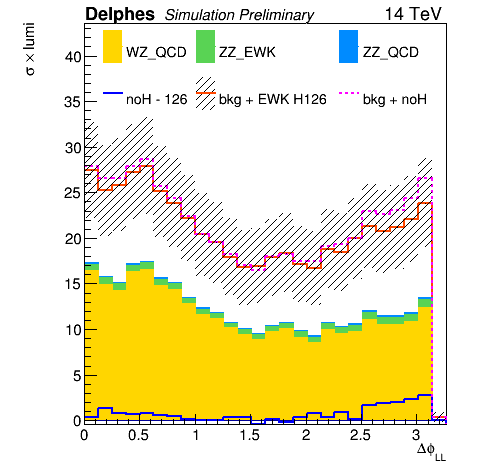 Delphes Simulation Preliminary 14 TeV
σ × lumi
WZ_QCD ZZ_EWK ZZ_QCD
noH - 126 bkg + EWK H126 bkg + noH
40
35
30
25
20
15
10
5
0
0 0.5 1 1.5 2 2.5 3
Δϕ_LL